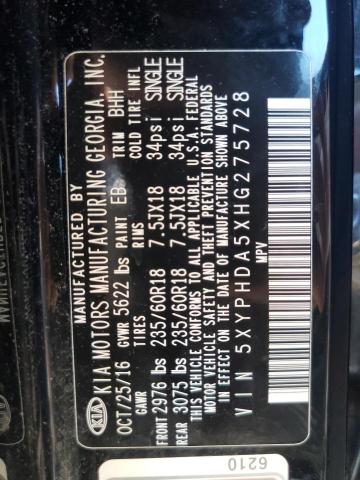 MANUFACTURED BY
KIA MOTORS MANUFACTURING GEORGIA, INC.
KIA
OCT/25/16 GVWR 5622 lbs PAINT EB TRIM BHH
GAWR TIRES RIMS COLD TIRE INFL
FRONT 2976 lbs 235/60R18 7.5JX18 34psi SINGLE
REAR 3075 lbs 235/60R18 7.5JX18 34psi SINGLE
THIS VEHICLE CONFORMS TO ALL APPLICABLE U.S.A. FEDERAL
MOTOR VEHICLE SAFETY AND THEFT PREVENTION STANDARDS
IN EFFECT ON THE DATE OF MANUFACTURE SHOWN ABOVE
VIN 5XYPHDA5XHG275728
MPV
6210